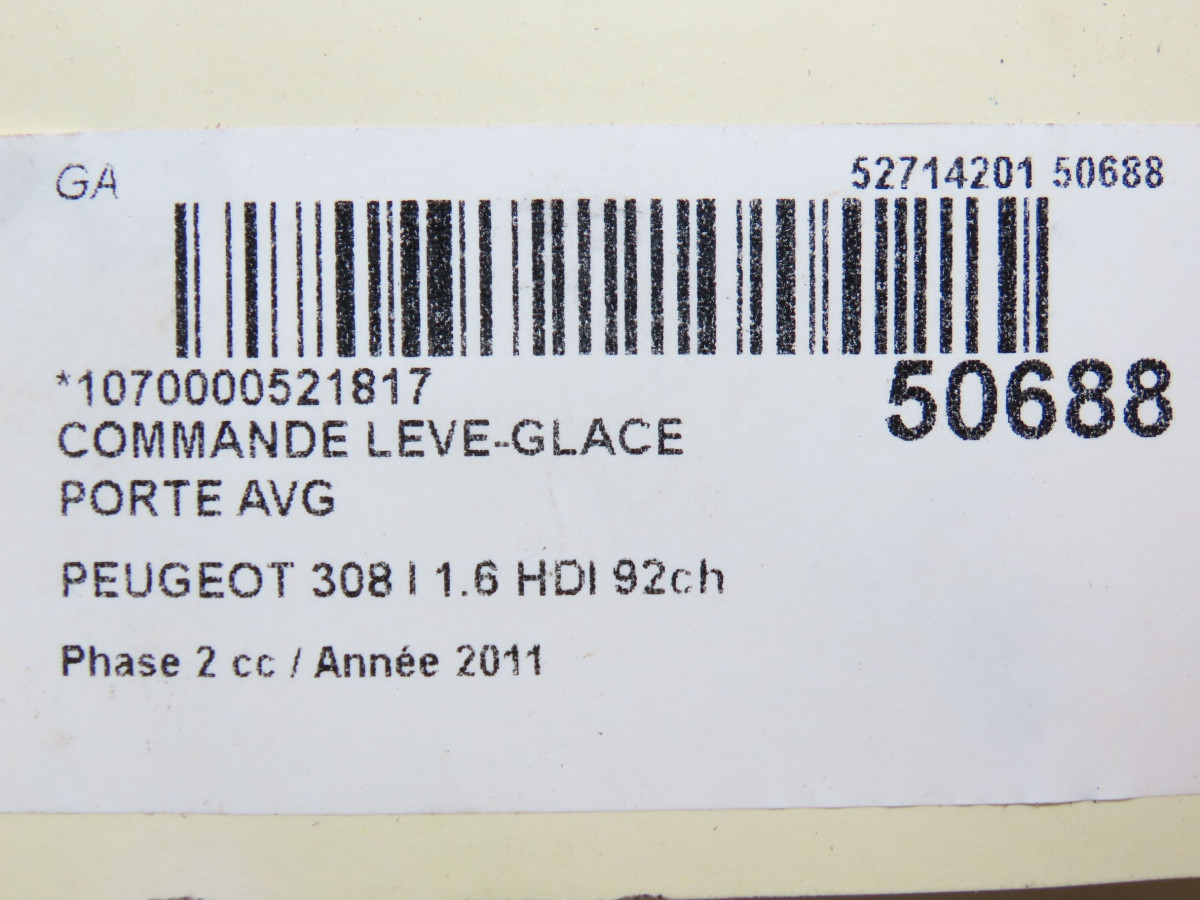 GA
52714201 50688
*1070000521817
50688
COMMANDE LEVE-GLACE
PORTE AVG
PEUGEOT 308 I 1.6 HDI 92ch
Phase 2 cc / Année 2011